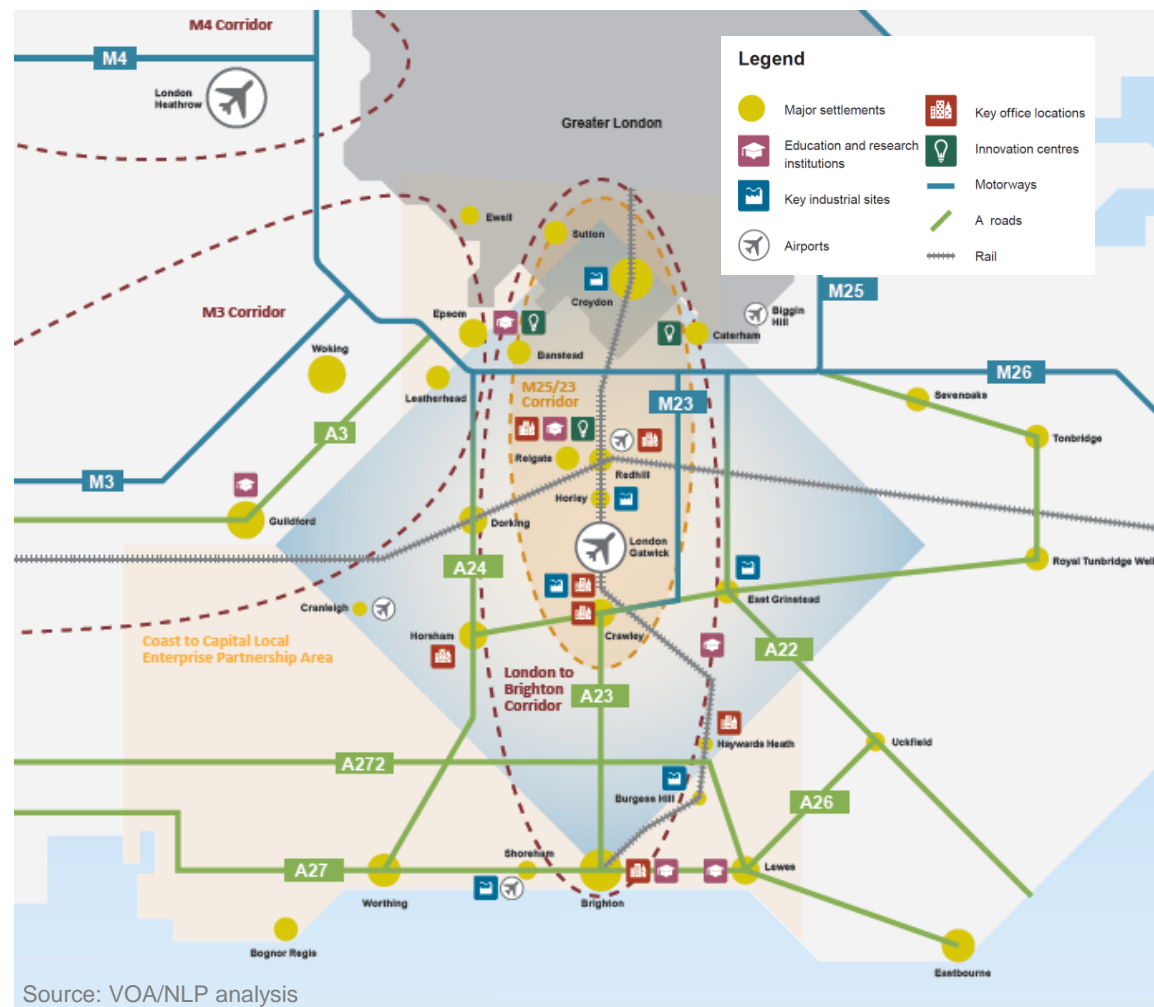 M4 Corridor
M4
London
Heathrow
Greater London
Legend
Major settlements
Education and research
institutions
Key industrial sites
Airports
Key office locations
Innovation centres
Motorways
A roads
Rail
Ewell
Sutton
Croydon
M25
Biggin
Hill
M3 Corridor
Epsom
Banstead
Caterham
Woking
Leatherhead
M25/23
Corridor
M23
M26
Sevenoaks
A3
Tonbridge
M3
Reigate
Redhill
Guildford
Horley
Dorking
London
Gatwick
Royal Tunbridge Well
A24
East Grinstead
Cranleigh
Horsham
Crawley
Coast to Capital Local
Enterprise Partnership Area
A22
London to
Brighton
Corridor
A23
Haywards Heath
Uckfield
A272
Burgess Hill
A26
Shoreham
A27
Lewes
Worthing
Brighton
Bognor Regis
Eastbourne
Source: VOA/NLP analysis